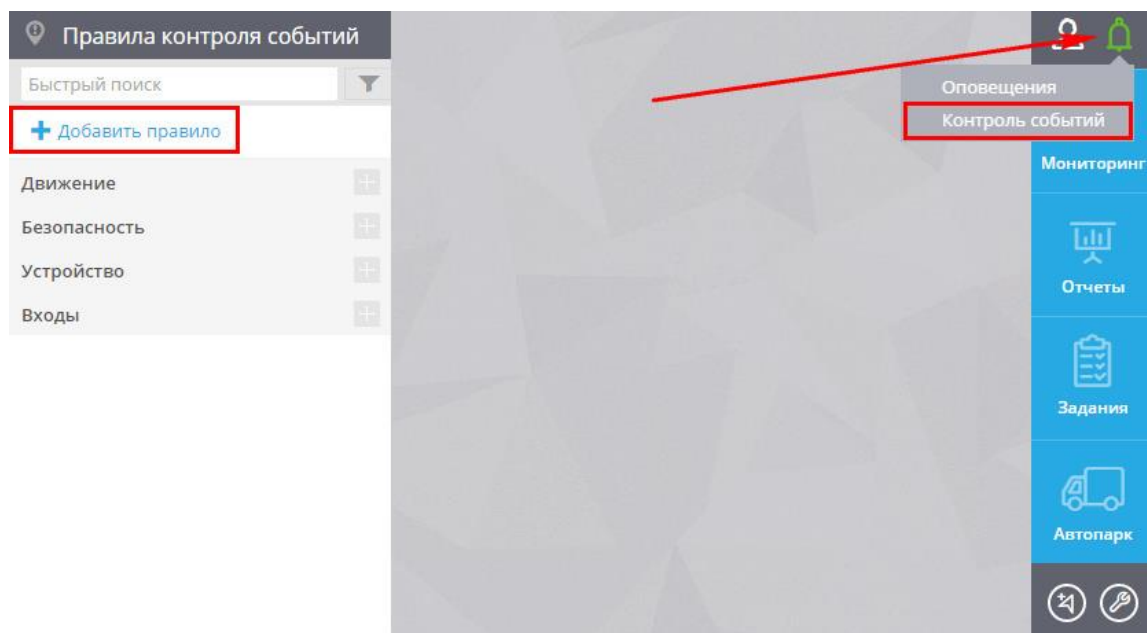 Правила контроля событий
Быстрый поиск
Добавить правило
Движение
Безопасность
Устройство
Входы
Оповещения
Контроль событий
Мониторинг
Отчеты
Задания
Автопарк